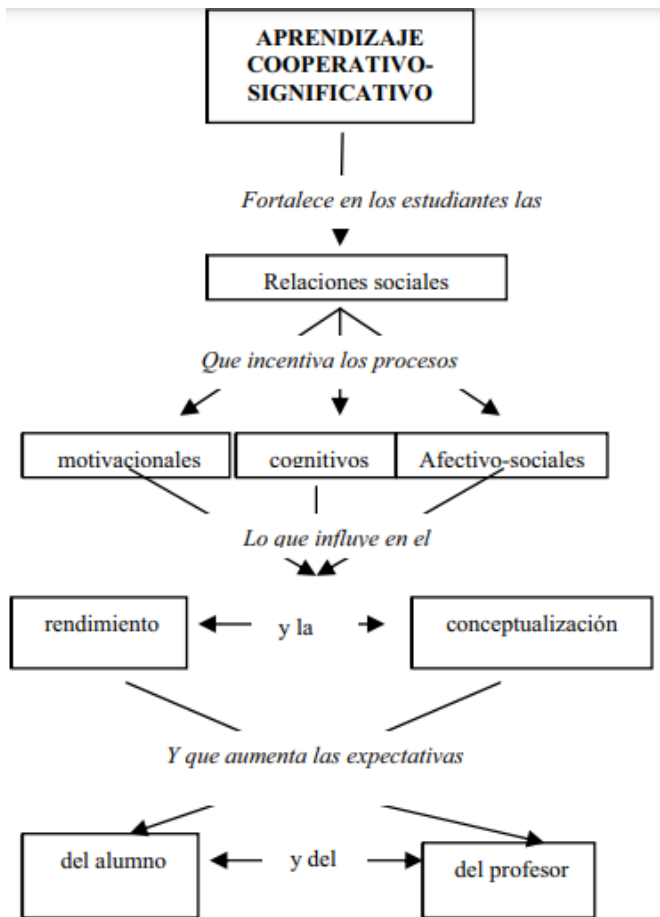 APRENDIZAJE
COOPERATIVO-
SIGNIFICATIVO
Fortalece en los estudiantes las
Relaciones sociales
Que incentiva los procesos
motivacionales cognitivos Afectivo-sociales
Lo que influye en el
rendimiento y la conceptualización
Y que aumenta las expectativas
del alumno y del del profesor